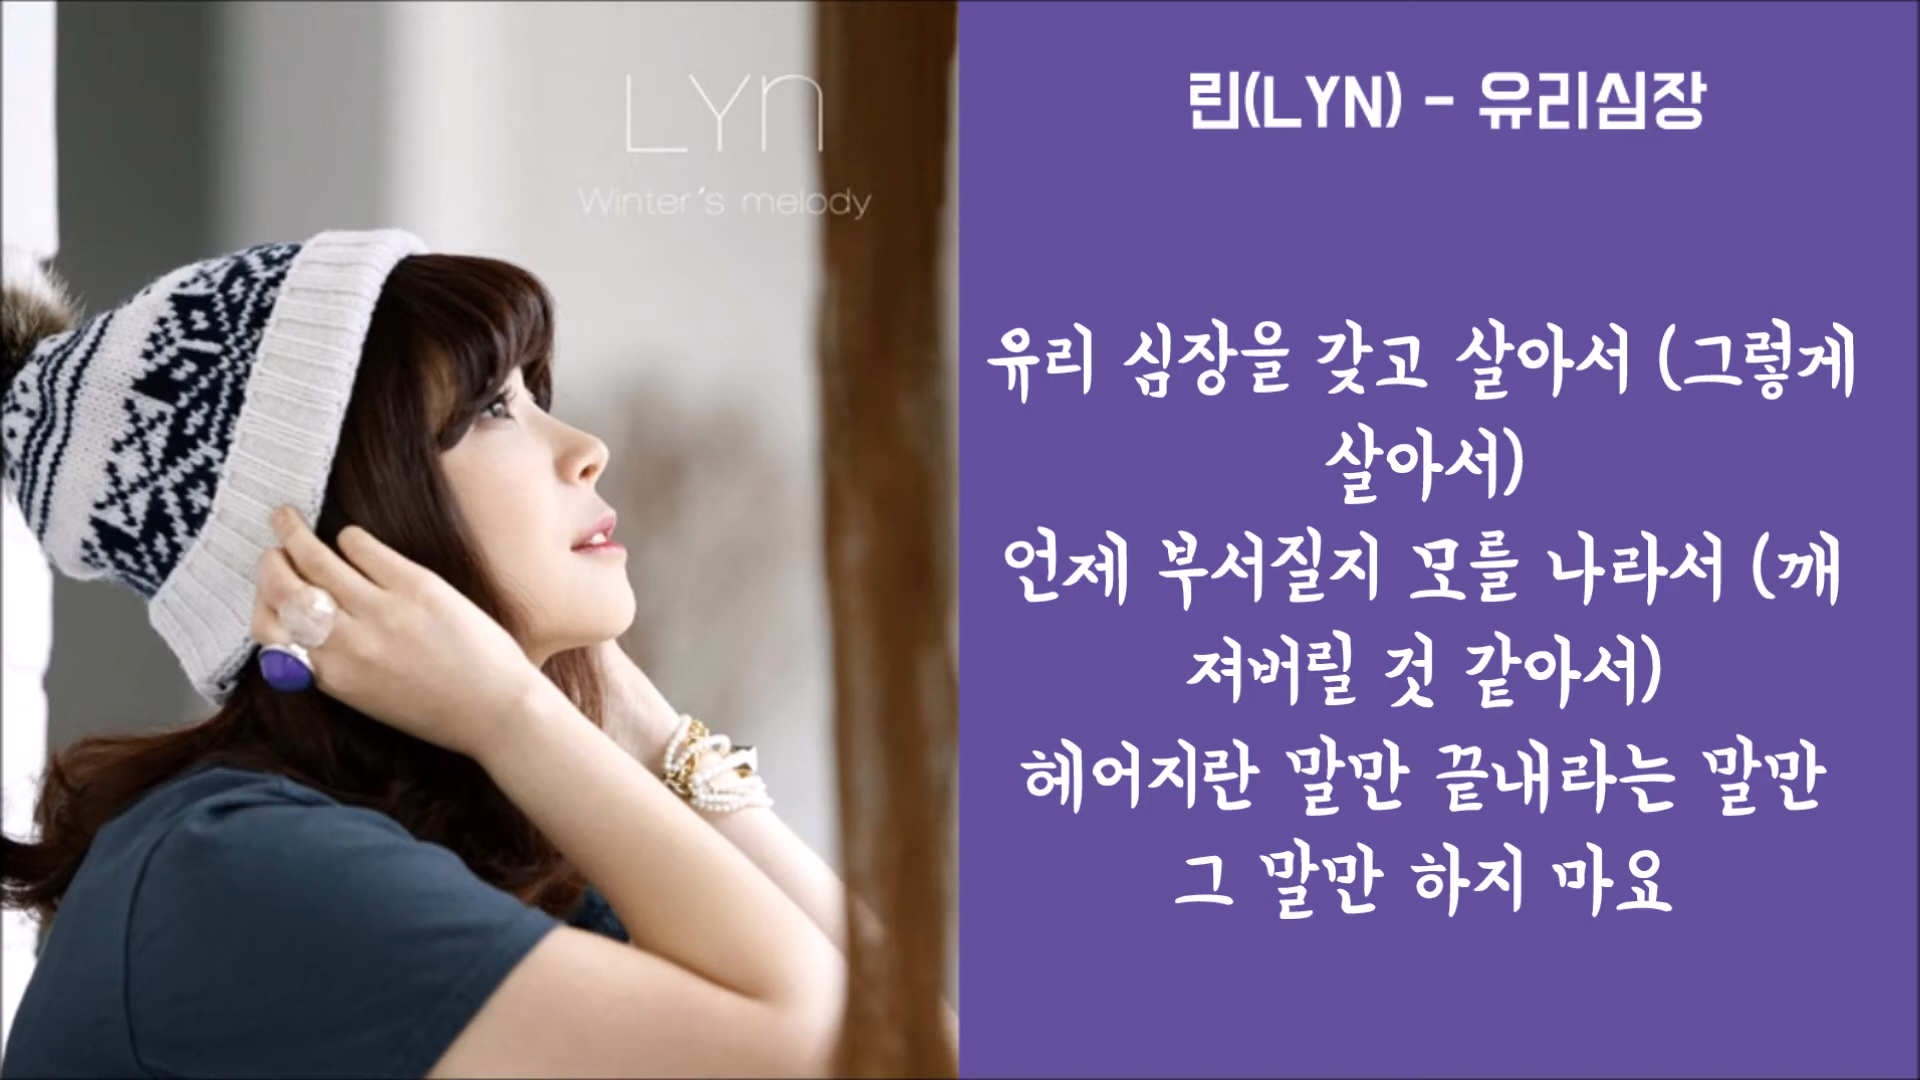 LYn
Winter's melody
린(LYN) - 유리심장
유리 심장을 갖고 살아서 (그렇게
살아서)
언제 부서질지 모를 나라서 (깨
져버릴 것 같아서)
헤어지란 말만 끝내라는 말만
그 말만 하지 마요